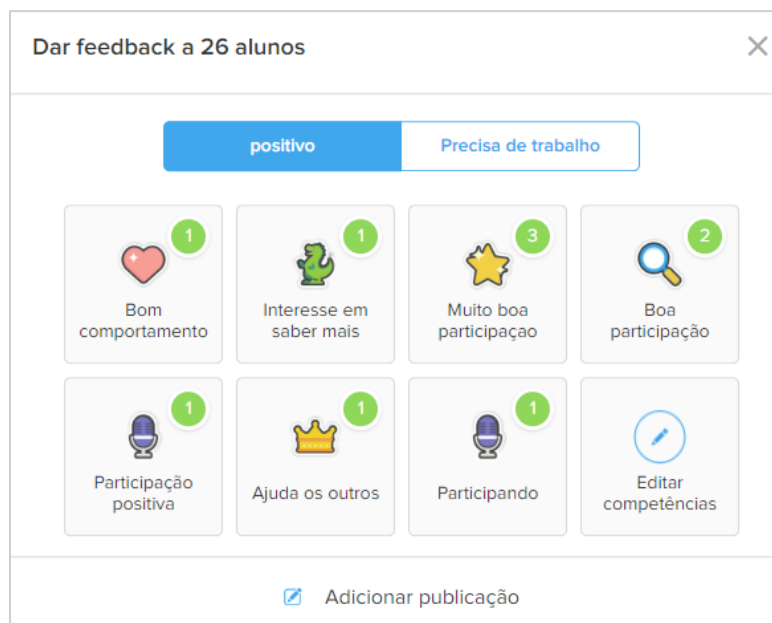 Dar feedback a 26 alunos
positivo
Precisa de trabalho
1
Bom
comportamento
1
Interesse em
saber mais
3
Muito boa
participaçao
2
Boa
participação
1
Participação
positiva
1
Ajuda os outros
1
Participando
Editar
competências
Adicionar publicação